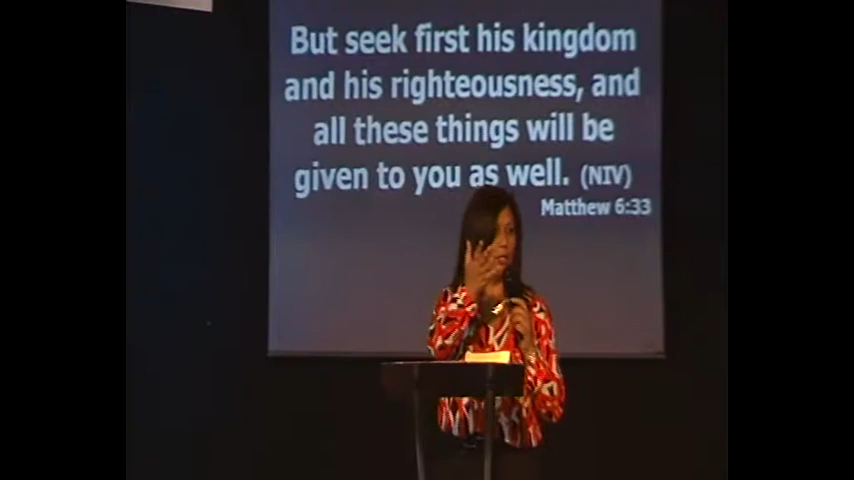 But seek first his kingdom
and his righteousness, and
all these things will be
given to you as well. (NIV)
Matthew 6:33